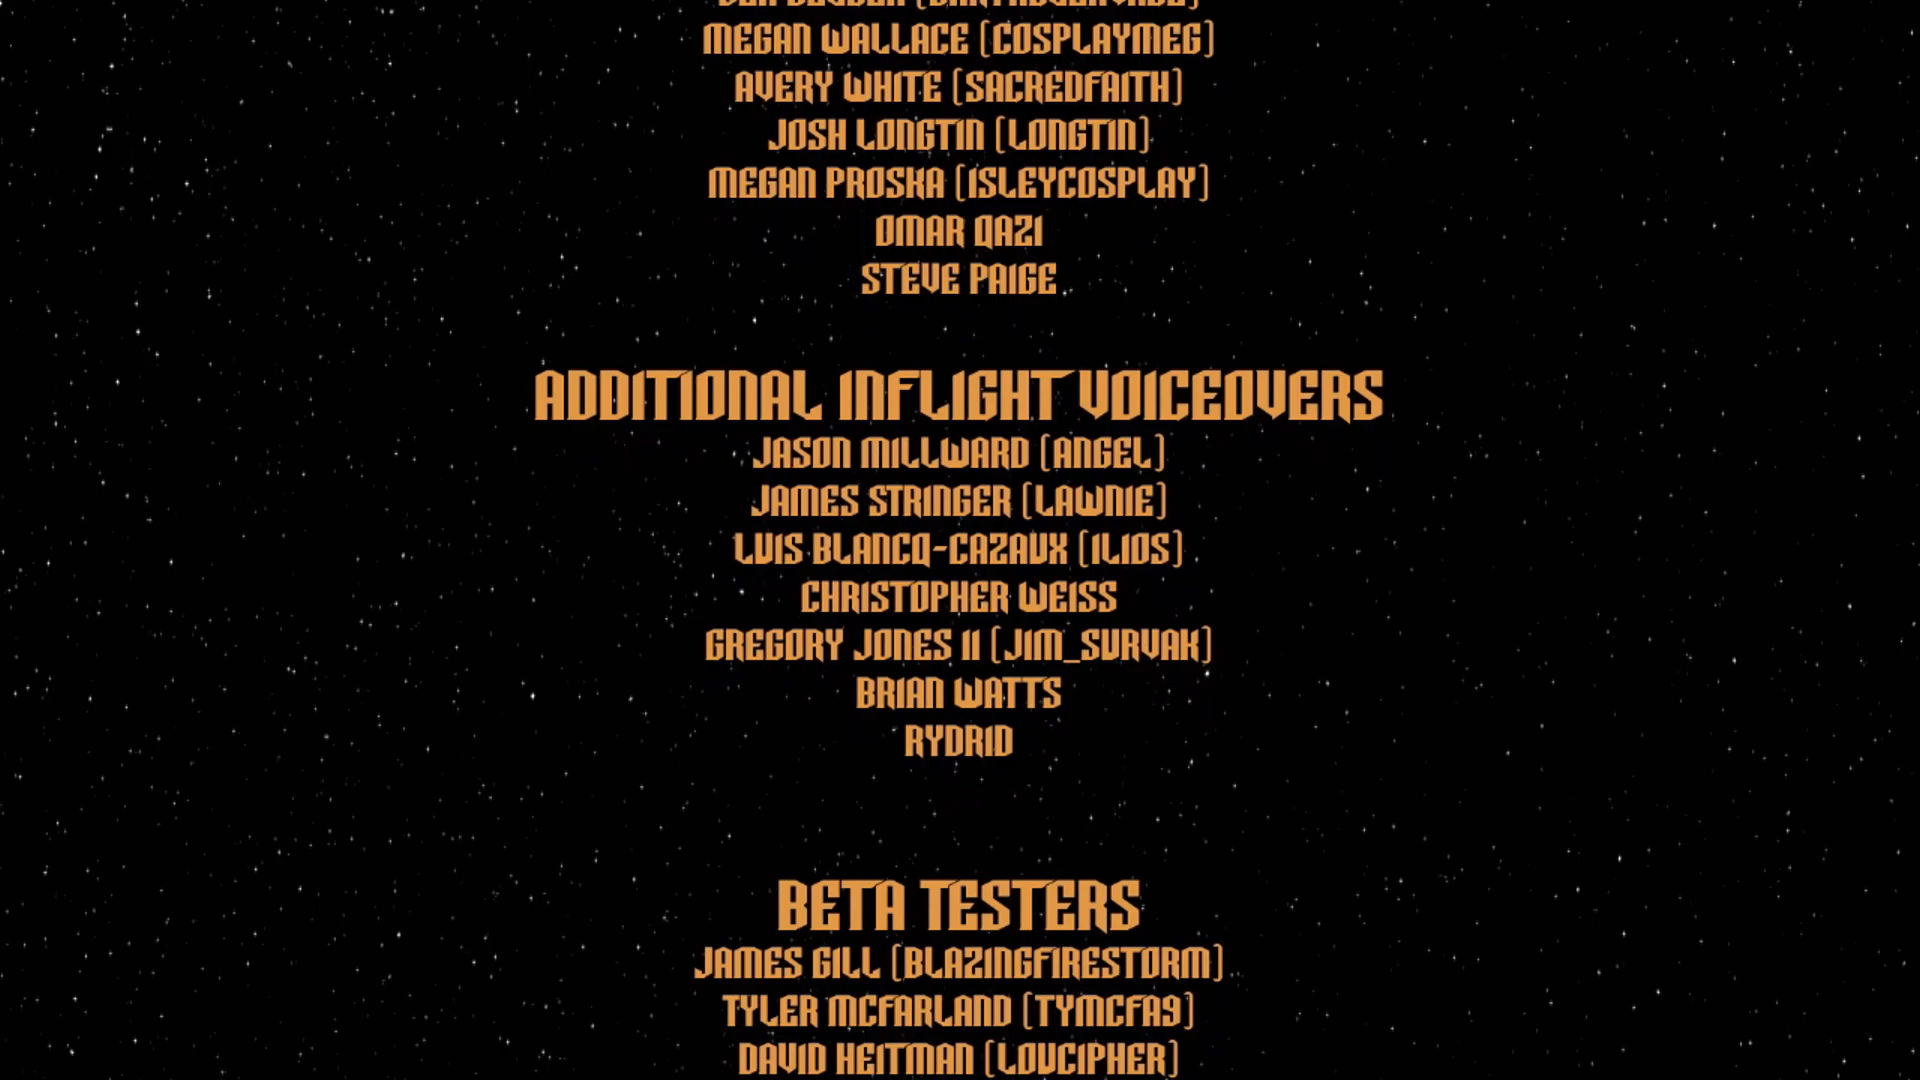 MEGAN WALLACE (COSPLAYMEG)
AVERY WHITE (SACREDFAITH)
JOSH LONGTIN (LONGTIN)
MEGAN PROSKA (ISLEYCOSPLAY)
OMAR QAZI
STEVE PAIGE
ADDITIONAL INFLIGHT VOICEOVERS
JASON MILLWARD (ANGEL)
JAMES STRINGER (LAWNIE)
LUIS BLANCQ-CAZAUX (ILIOS)
CHRISTOPHER WEISS
GREGORY JONES II (JIM_SURVAK)
BRIAN WATTS
RYDRID
BETA TESTERS
JAMES GILL (BLAZINGFIRESTORM)
TYLER MCFARLAND (TYMCFA9)
DAVID HEITMAN (LOUCIPHER)